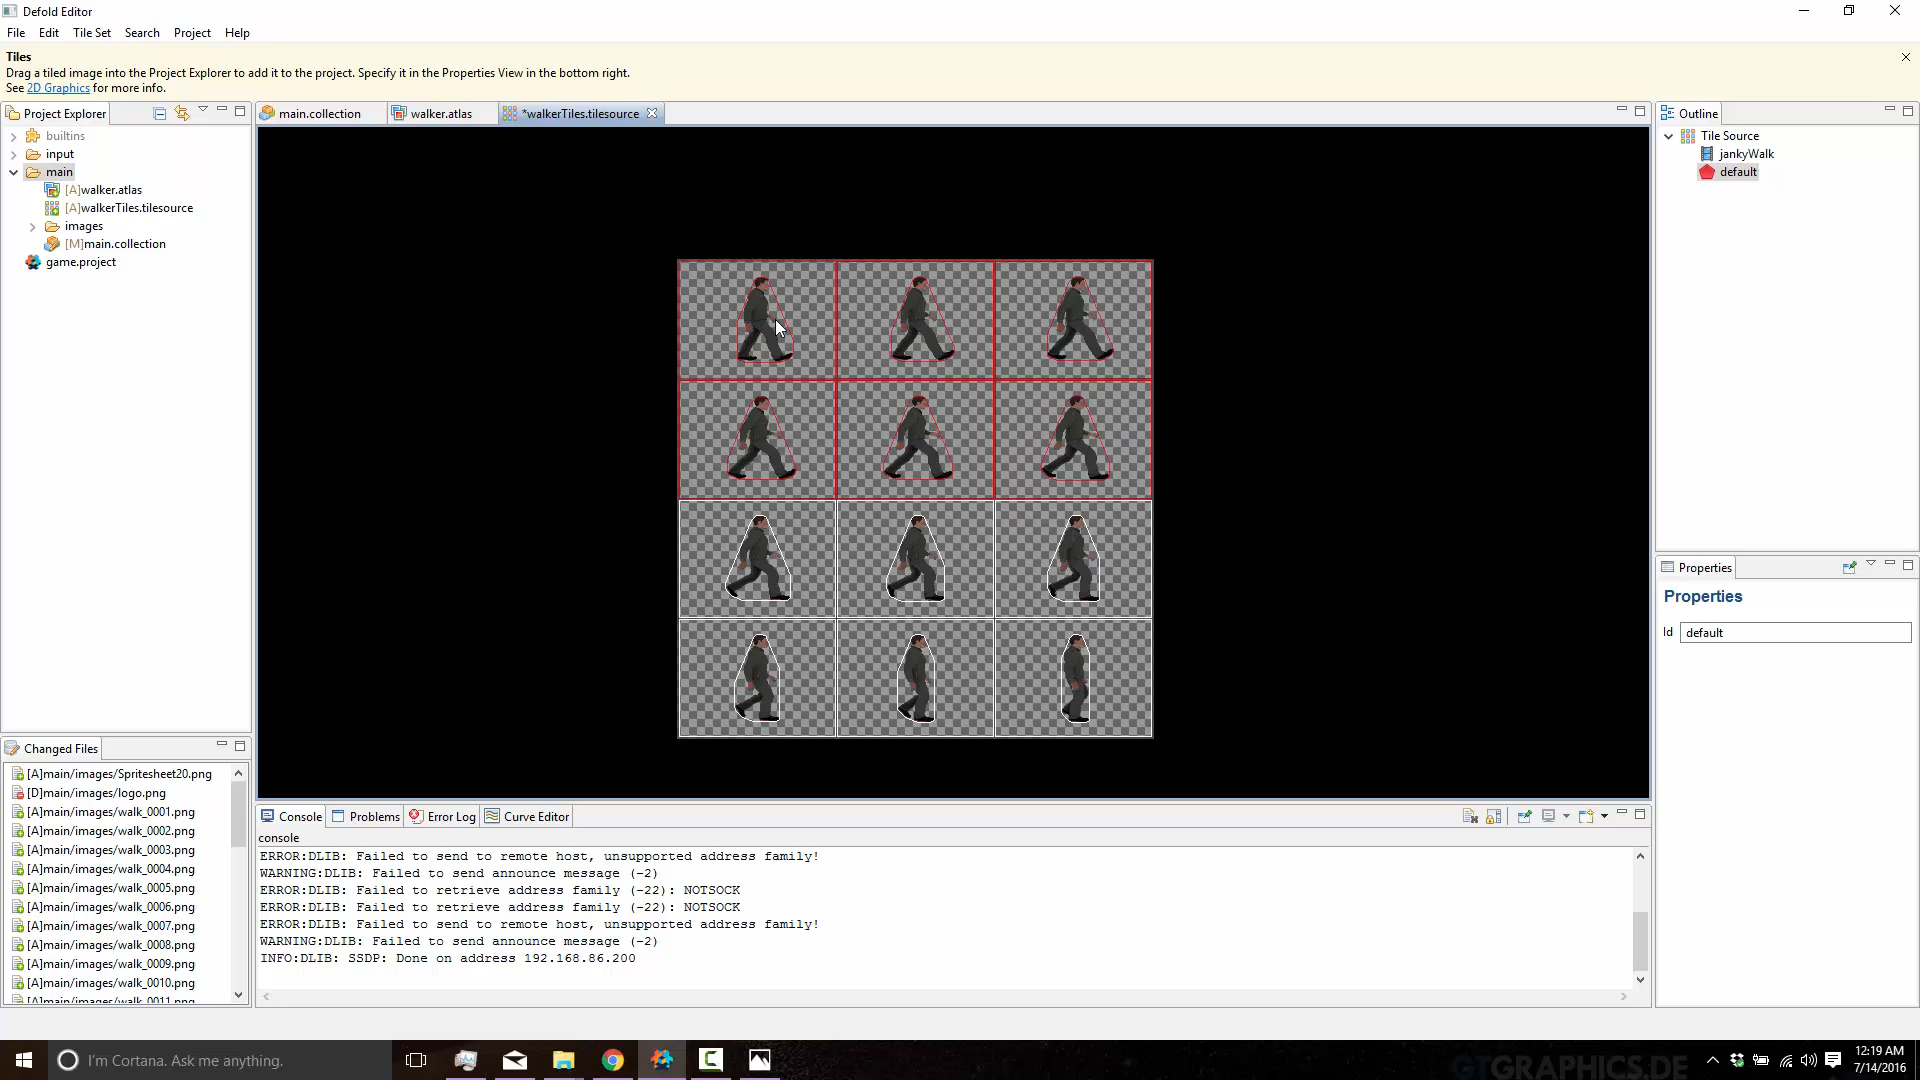 Defold Editor
File Edit Tile Set Search Project Help
Tiles
Drag a tiled image into the Project Explorer to add it to the project. Specify it in the Properties View in the bottom right.
See 2D Graphics for more info.
Project Explorer
main.collection
walker.atlas
*walkerTiles.tilesource
Outline
builtins
input
main
[A]walker.atlas
[A]walkerTiles.tilesource
images
[M]main.collection
game.project
Tile Source
jankyWalk
default
Properties
Properties
Id default
Changed Files
[A]main/images/Spritesheet20.png
[D]main/images/logo.png
[A]main/images/walk_0001.png
[A]main/images/walk_0002.png
[A]main/images/walk_0003.png
[A]main/images/walk_0004.png
[A]main/images/walk_0005.png
[A]main/images/walk_0006.png
[A]main/images/walk_0007.png
[A]main/images/walk_0008.png
[A]main/images/walk_0009.png
[A]main/images/walk_0010.png
[A]main/images/walk_0011.png
Console Problems Error Log Curve Editor
console
ERROR:DLIB: Failed to send to remote host, unsupported address family!
WARNING:DLIB: Failed to send announce message (-2)
ERROR:DLIB: Failed to retrieve address family (-22): NOTSOCK
ERROR:DLIB: Failed to retrieve address family (-22): NOTSOCK
ERROR:DLIB: Failed to send to remote host, unsupported address family!
WARNING:DLIB: Failed to send announce message (-2)
INFO:DLIB: SSDP: Done on address 192.168.86.200
I'm Cortana. Ask me anything.
GTGRAPHICS.DE
12:19 AM
7/14/2016